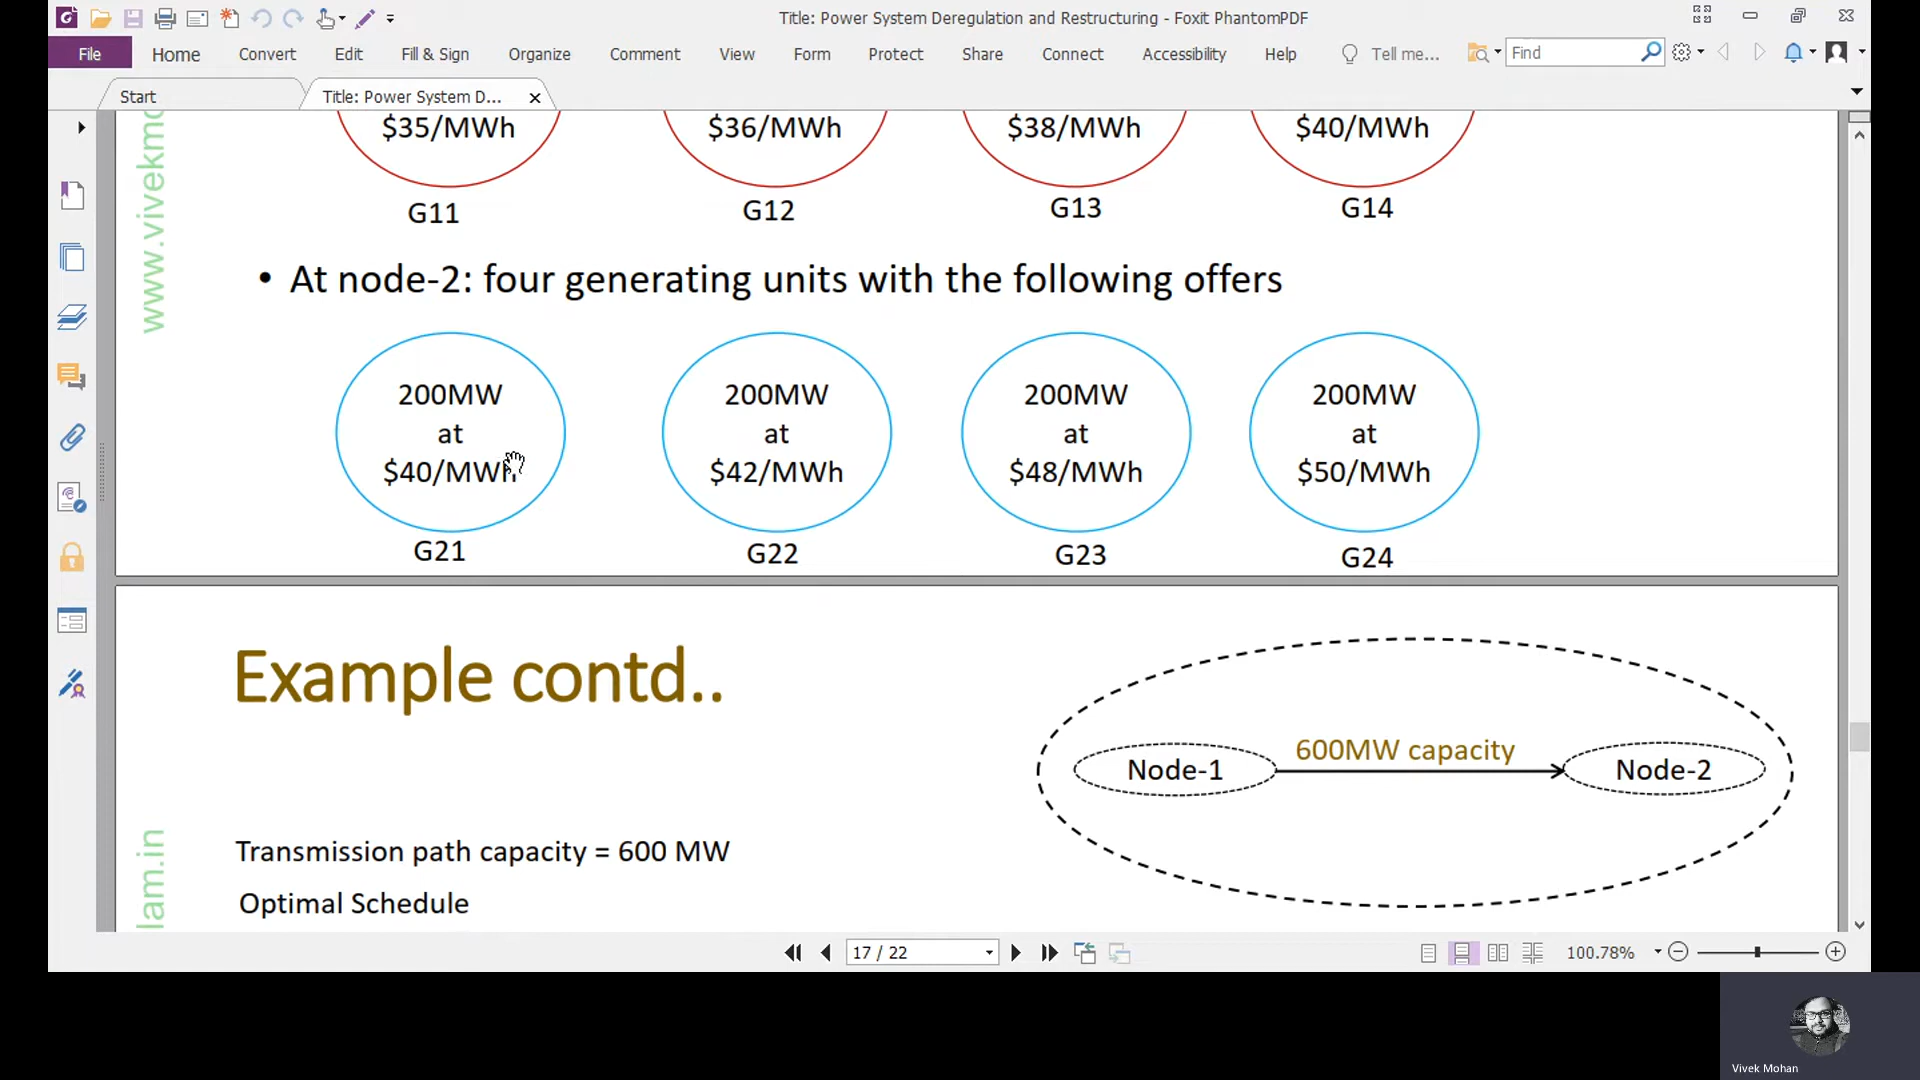 Title: Power System Deregulation and Restructuring - Foxit PhantomPDF
File Home Convert Edit Fill & Sign Organize Comment View Form Protect Share Connect Accessibility Help Tell me... Find
Start Title: Power System D...
www.vivekm
$35/MWh $36/MWh $38/MWh $40/MWh
G11 G12 G13 G14
• At node-2: four generating units with the following offers
200MW 200MW 200MW 200MW
at at at at
$40/MWh $42/MWh $48/MWh $50/MWh
G21 G22 G23 G24
Example contd..
600MW capacity
Node-1 Node-2
Transmission path capacity = 600 MW
lam.in
Optimal Schedule
17 / 22 100.78%
Vivek Mohan